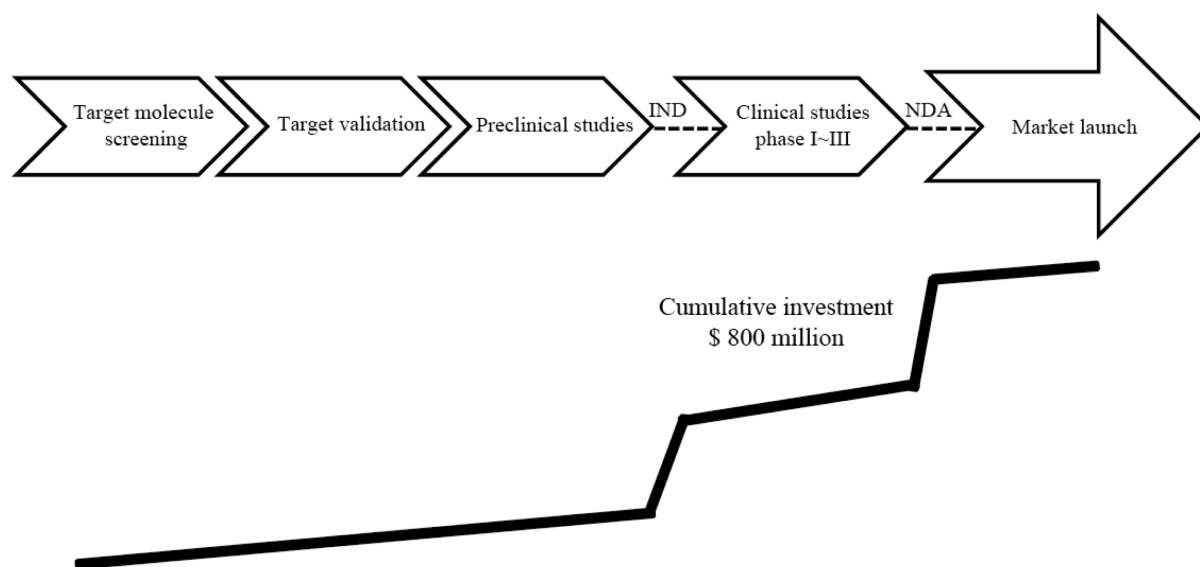 Target molecule
screening
Target validation
Preclinical studies
IND
Clinical studies
phase I~III
NDA
Market launch
Cumulative investment
$ 800 million